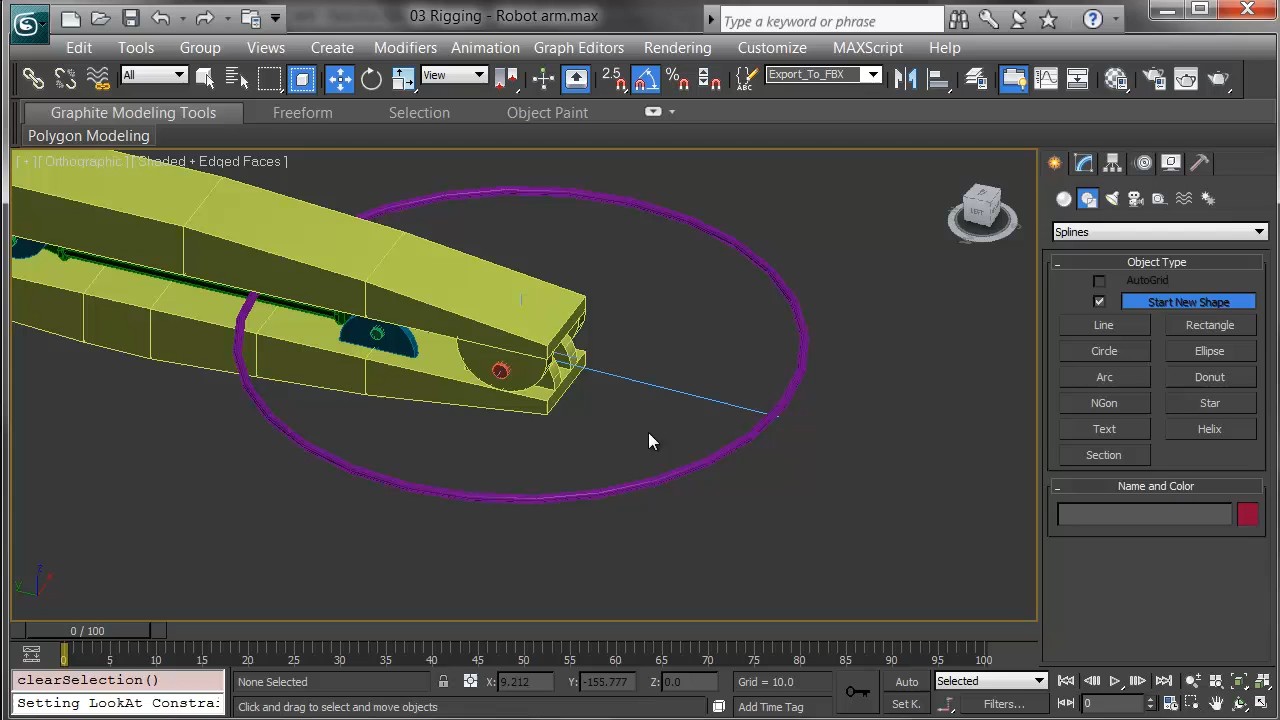 03 Rigging - Robot arm.max
Type a keyword or phrase
Edit Tools Group Views Create Modifiers Animation Graph Editors Rendering Customize MAXScript Help
All View 2.5 Export_To_FBX
Graphite Modeling Tools Freeform Selection Object Paint
Polygon Modeling
[ + ][ Orthographic ][ Shaded + Edged Faces ]
Splines
Object Type
AutoGrid
Start New Shape
Line Rectangle
Circle Ellipse
Arc Donut
NGon Star
Text Helix
Section
Name and Color
z
x
y
0 / 100
0 5 10 15 20 25 30 35 40 45 50 55 60 65 70 75 80 85 90 95 100
clearSelection()
None Selected X: 9.212 Y: -155.777 Z: 0.0 Grid = 10.0 Auto Selected
Setting LookAt Constrai
Click and drag to select and move objects Add Time Tag Set K. Filters... 0